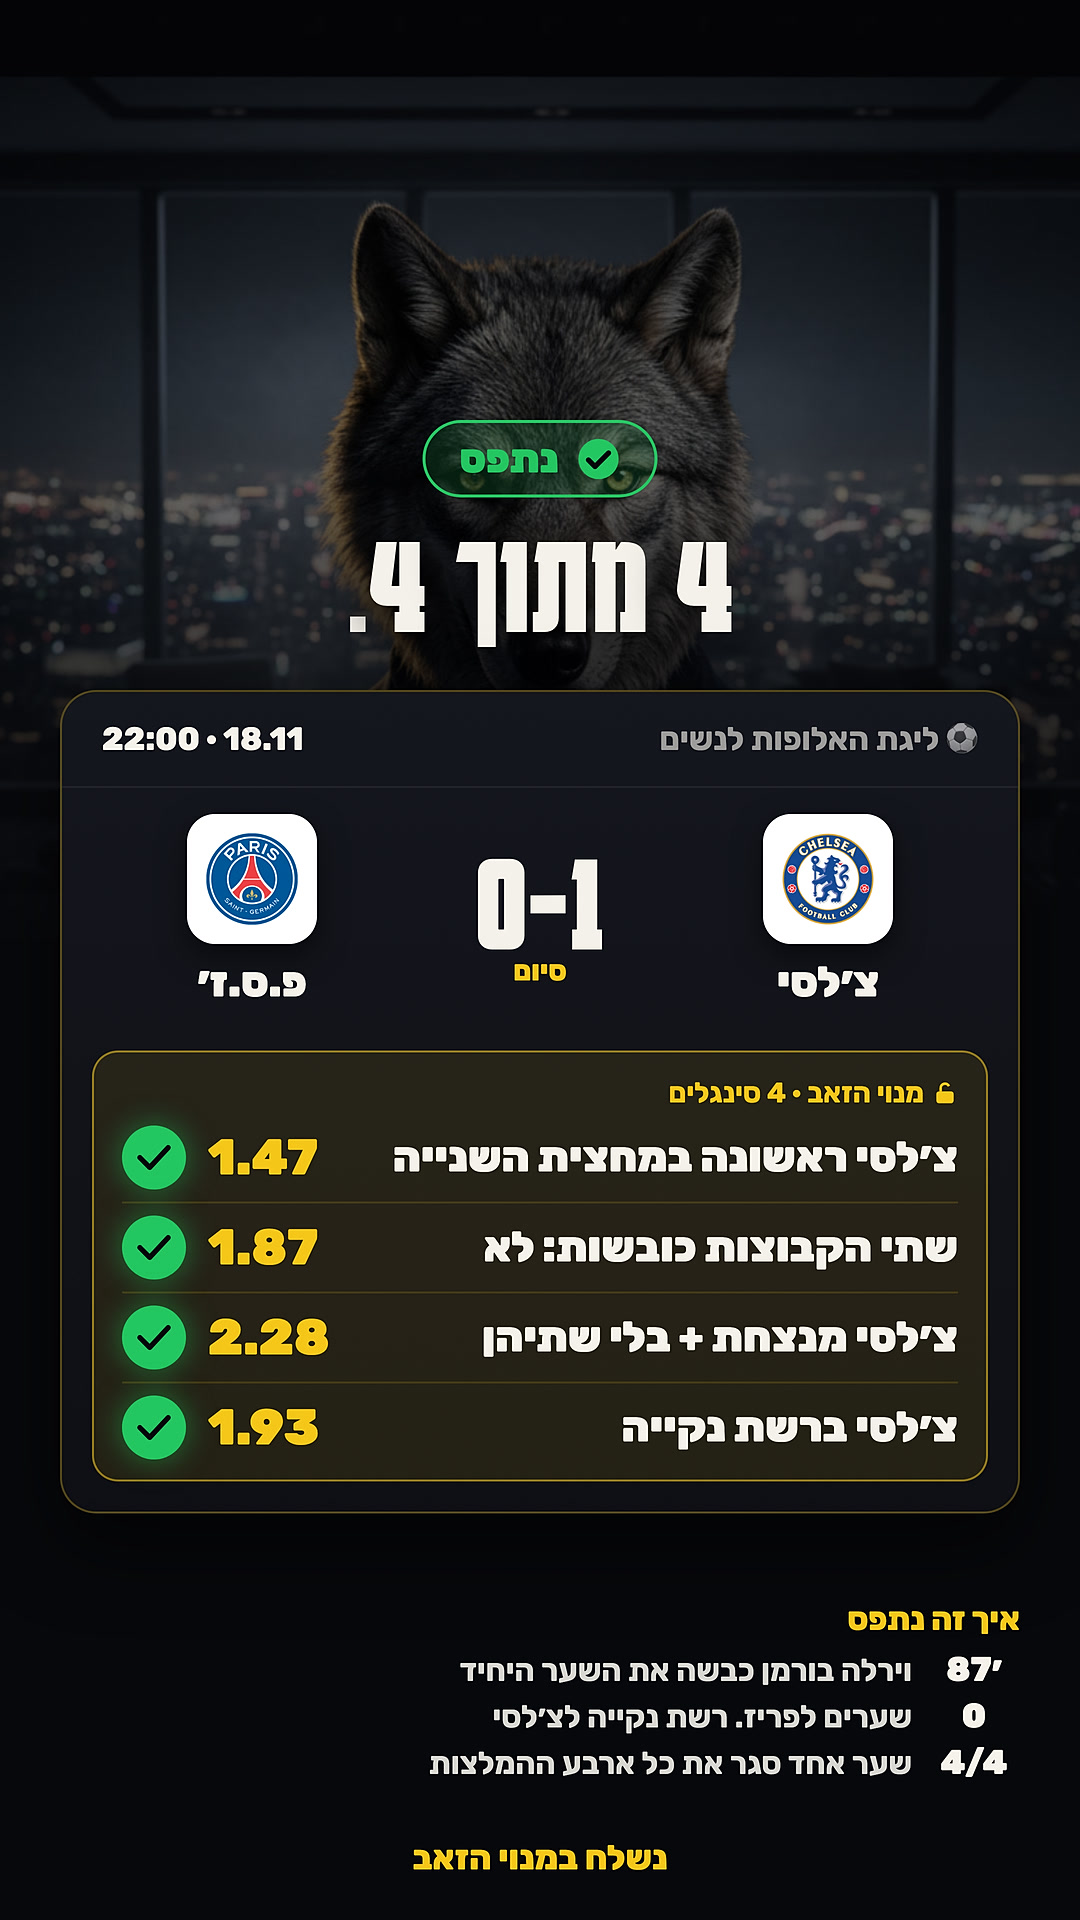 נתפס
4 מתוך 4.
ליגת האלופות לנשים
18.11 • 22:00
CHELSEA
FOOTBALL CLUB
PARIS
SAINT-GERMAIN
1-0
סיום
צ׳לסי
פ.ס.ז׳
מנוי הזאב • 4 סינגלים
צ׳לסי ראשונה במחצית השנייה 1.47
שתי הקבוצות כובשות: לא 1.87
צ׳לסי מנצחת + בלי שתיהן 2.28
צ׳לסי ברשת נקייה 1.93
איך זה נתפס
87׳ וירלה בורמן כבשה את השער היחיד
0 שערים לפריז. רשת נקייה לצ׳לסי
4/4 שער אחד סגר את כל ארבע ההמלצות
נשלח במנוי הזאב